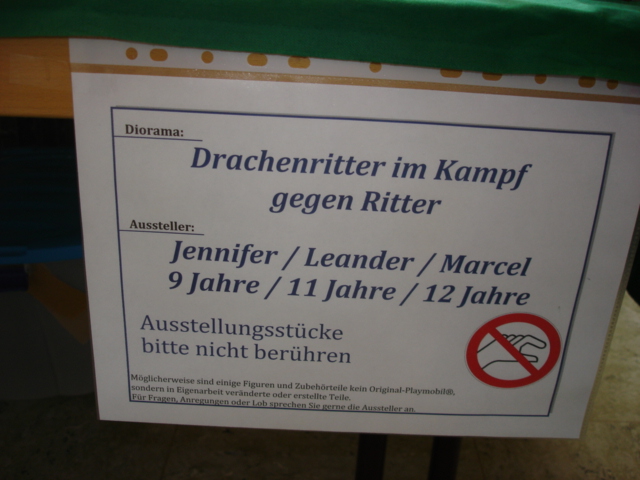 Diorama:
Drachenritter im Kampf
gegen Ritter
Aussteller:
Jennifer / Leander / Marcel
9 Jahre / 11 Jahre / 12 Jahre
Ausstellungsstücke
bitte nicht berühren
Möglicherweise sind einige Figuren und Zubehörteile kein Original-Playmobil®,
sondern in Eigenarbeit veränderte oder erstellte Teile.
Für Fragen, Anregungen oder Lob sprechen Sie gerne die Aussteller an.